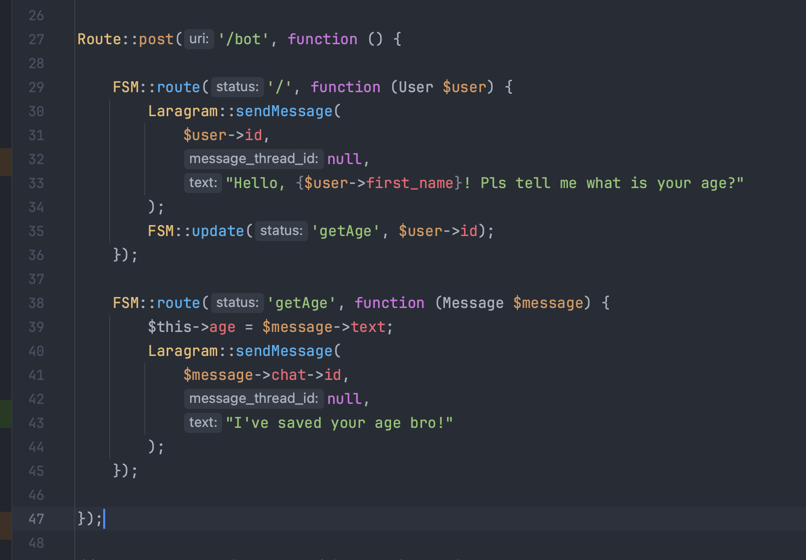 26
27 Route::post( uri: '/bot', function () {
28
29 FSM::route( status: '/', function (User $user) {
30 Laragram::sendMessage(
31 $user->id,
32 message_thread_id: null,
33 text: "Hello, {$user->first_name}! Pls tell me what is your age?"
34 );
35 FSM::update( status: 'getAge', $user->id);
36 });
37
38 FSM::route( status: 'getAge', function (Message $message) {
39 $this->age = $message->text;
40 Laragram::sendMessage(
41 $message->chat->id,
42 message_thread_id: null,
43 text: "I've saved your age bro!"
44 );
45 });
46
47 });
48